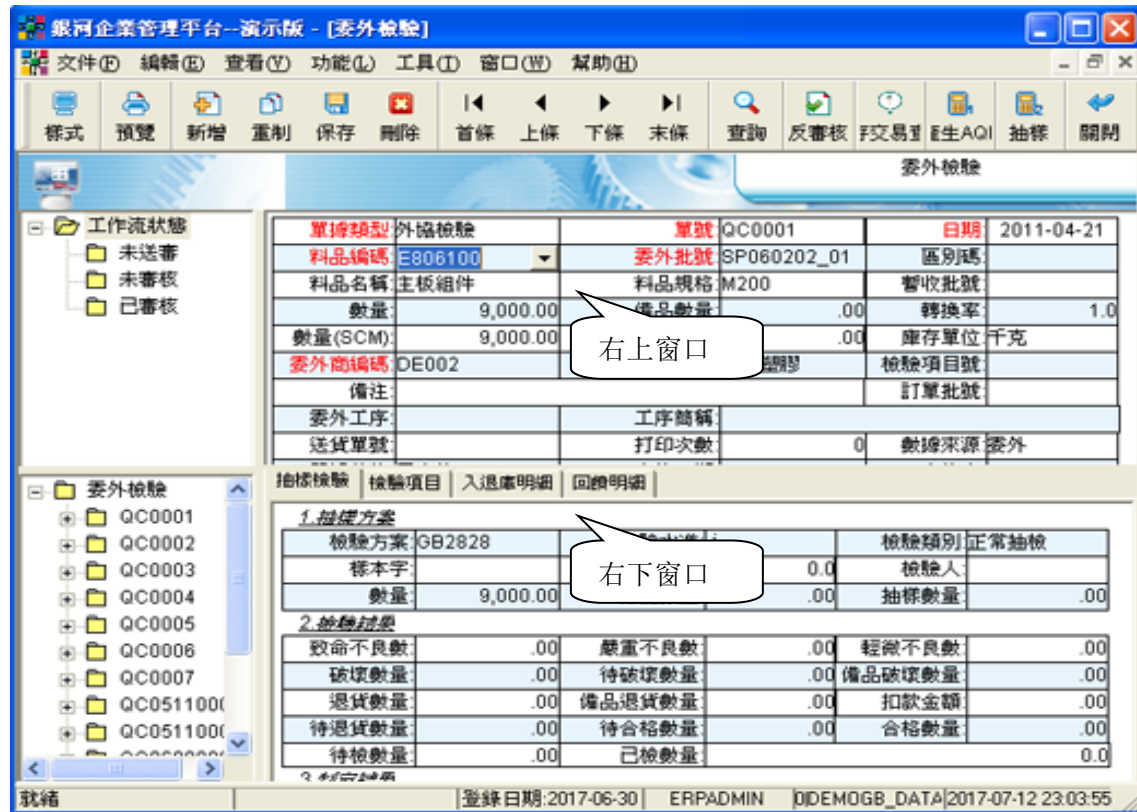 銀河企業管理平台--演示版 - [委外檢驗]
文件(F) 編輯(E) 查看(V) 功能(L) 工具(T) 窗口(W) 幫助(H)
樣式 預覽 新增 重制 保存 刪除 首條 上條 下條 末條 查詢 反審核 抽樣 關閉
委外檢驗
工作流狀態
未送審
未審核
已審核
單據類型: 外協檢驗 單號: QC0001 日期: 2011-04-21
料品編碼: E806100 委外批號: SP060202_01 區別碼:
料品名稱: 主板組件 料品規格: M200 暫收批號:
數量: 9,000.00 備品數量: .00 轉換率: 1.0
數量(SCM): 9,000.00 .00 庫存單位: 千克
委外商編碼: DE002 塑膠 檢驗項目號:
備注: 訂單批號:
委外工序: 工序簡稱:
送貨單號: 打印次數: 0 數據來源: 委外
右上窗口
委外檢驗
QC0001
QC0002
QC0003
QC0004
QC0005
QC0006
QC0007
QC0511000
QC0511000
抽樣檢驗 檢驗項目 入退庫明細 回饋明細
1.抽樣方案
檢驗方案: GB2828 檢驗類別: 正常抽檢
樣本字: 0.0 檢驗人:
數量: 9,000.00 .00 抽樣數量: .00
右下窗口
2.檢驗結果
致命不良數: .00 嚴重不良數: .00 輕微不良數: .00
破壞數量: .00 待破壞數量: .00 備品破壞數量: .00
退貨數量: .00 備品退貨數量: .00 扣款金額: .00
待退貨數量: .00 待合格數量: .00 合格數量: .00
待檢數量: .00 已檢數量: 0.0
就緒 登錄日期:2017-06-30 ERPADMIN DEMOGB_DATA 2017-07-12 23:03:55